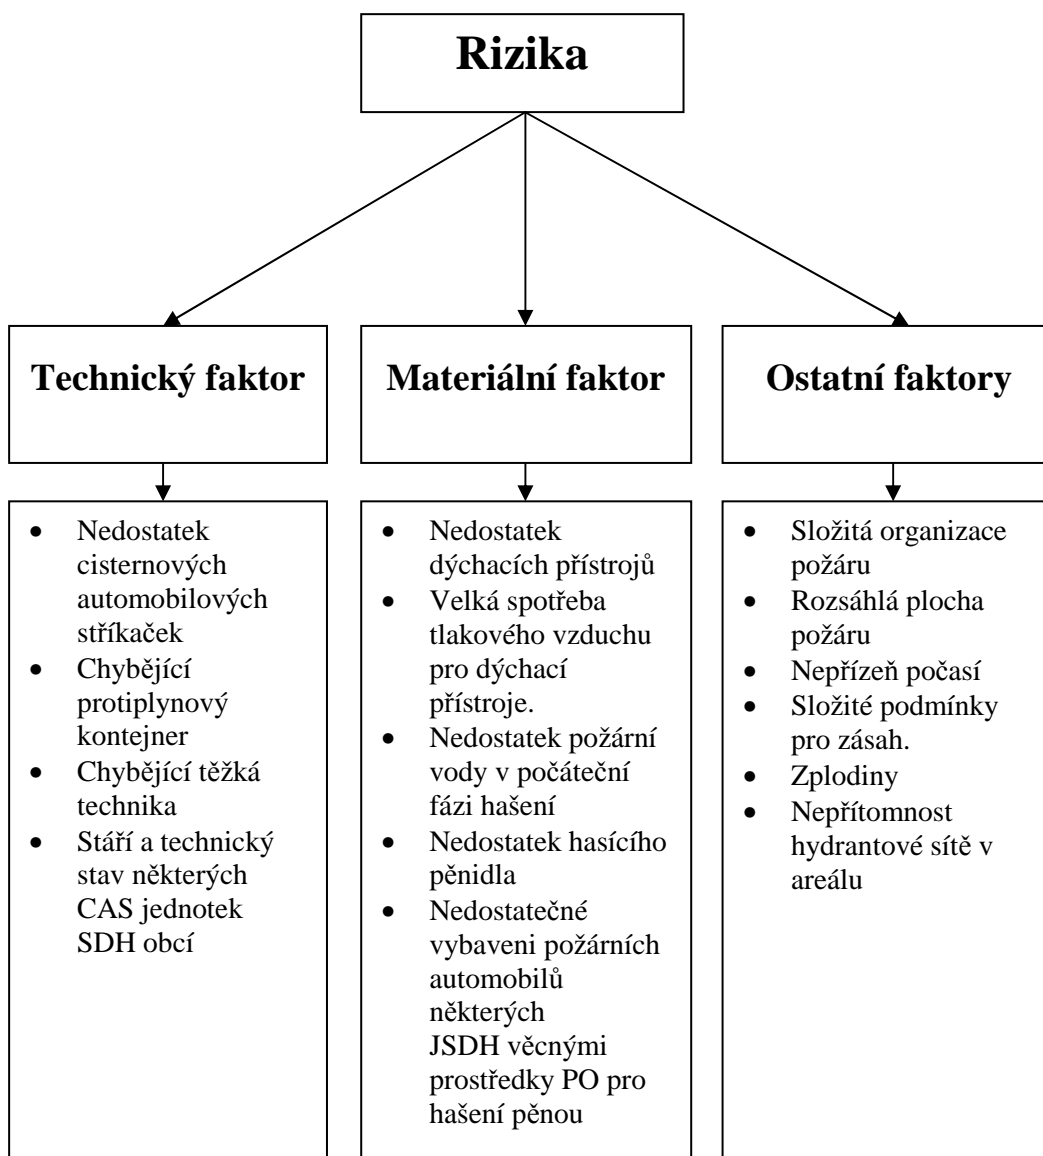 Rizika
Technický faktor
Materiální faktor
Ostatní faktory
• Nedostatek
cisternových
automobilových
stříkaček
• Chybějící
protiplynový
kontejner
• Chybějící těžká
technika
• Stáří a technický
stav některých
CAS jednotek
SDH obcí
• Nedostatek
dýchacích přístrojů
• Velká spotřeba
tlakového vzduchu
pro dýchací
přístroje.
• Nedostatek požární
vody v počáteční
fázi hašení
• Nedostatek hasícího
pěnidla
• Nedostatečné
vybaveni požárních
automobilů
některých
JSDH věcnými
prostředky PO pro
hašení pěnou
• Složitá organizace
požáru
• Rozsáhlá plocha
požáru
• Nepřízeň počasí
• Složité podmínky
pro zásah.
• Zplodiny
• Nepřítomnost
hydrantové sítě v
areálu